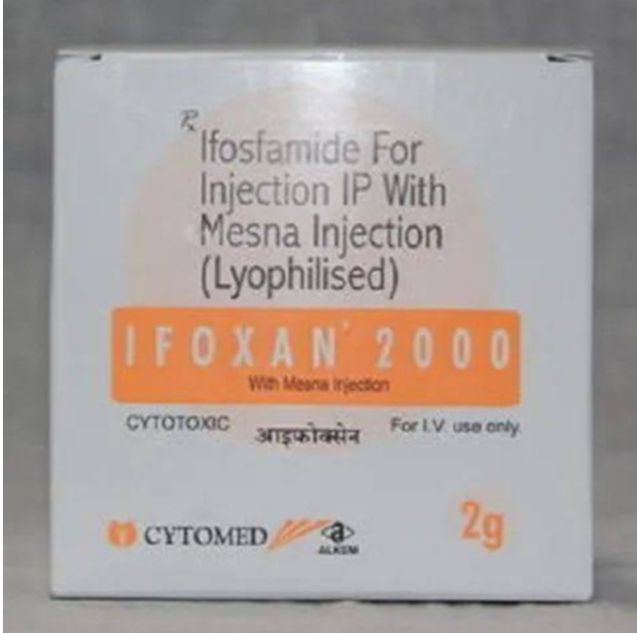 Rx
Ifosfamide For
Injection IP With
Mesna Injection
(Lyophilised)
IFOXAN* 2000
With Mesna Injection
CYTOTOXIC
आइफोक्सेन
For I.V. use only.
CYTOMED
a
ALKEM
2g